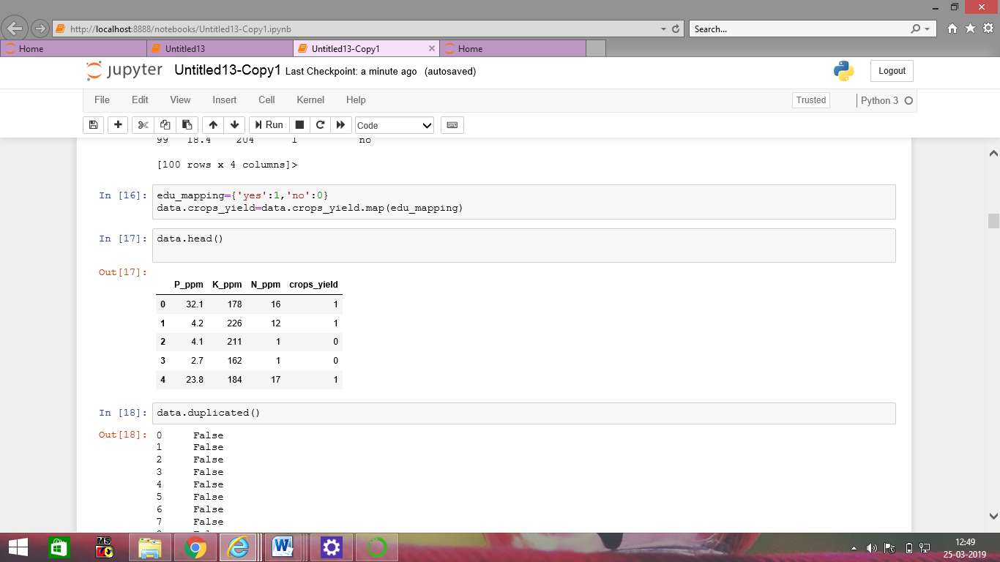 http://localhost:8888/notebooks/Untitled13-Copy1.ipynb
Search...
Home
Untitled13
Untitled13-Copy1
Home
jupyter Untitled13-Copy1 Last Checkpoint: a minute ago (autosaved)
Logout
File Edit View Insert Cell Kernel Help
Trusted
Python 3
Run
Code
99 18.4 204 1 no
[100 rows x 4 columns]>
In [16]: edu_mapping={'yes':1,'no':0}
data.crops_yield=data.crops_yield.map(edu_mapping)
In [17]: data.head()
Out[17]:
P_ppm K_ppm N_ppm crops_yield
0 32.1 178 16 1
1 4.2 226 12 1
2 4.1 211 1 0
3 2.7 162 1 0
4 23.8 184 17 1
In [18]: data.duplicated()
Out[18]: 0 False
1 False
2 False
3 False
4 False
5 False
6 False
7 False
MS
12:49
25-03-2019